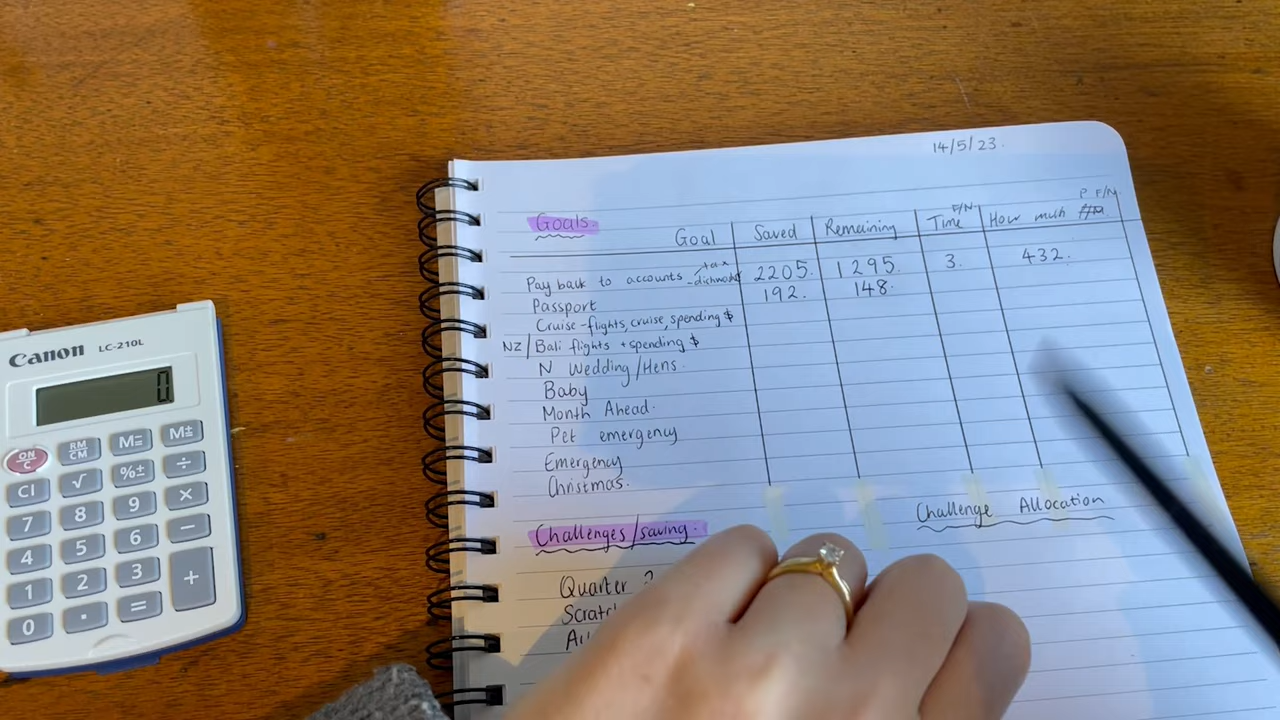 14/5/23.
Goals.
Goal Saved Remaining F/N Time How much P F/N
Pay back to accounts - tax - dishwasher 2205. 1295. 3. 432.
Passport 192. 148.
Cruise - flights, cruise, spending $
NZ / Bali flights + spending $
N Wedding/Hens.
Baby
Month Ahead.
Pet emergency
Emergency
Christmas.
Challenges/saving. Challenge Allocation
Quarter 2
Canon LC-210L
0
ON/C RM/CM M= M±
CI √ %± ÷
7 8 9 ×
4 5 6 −
1 2 3 +
0 . =